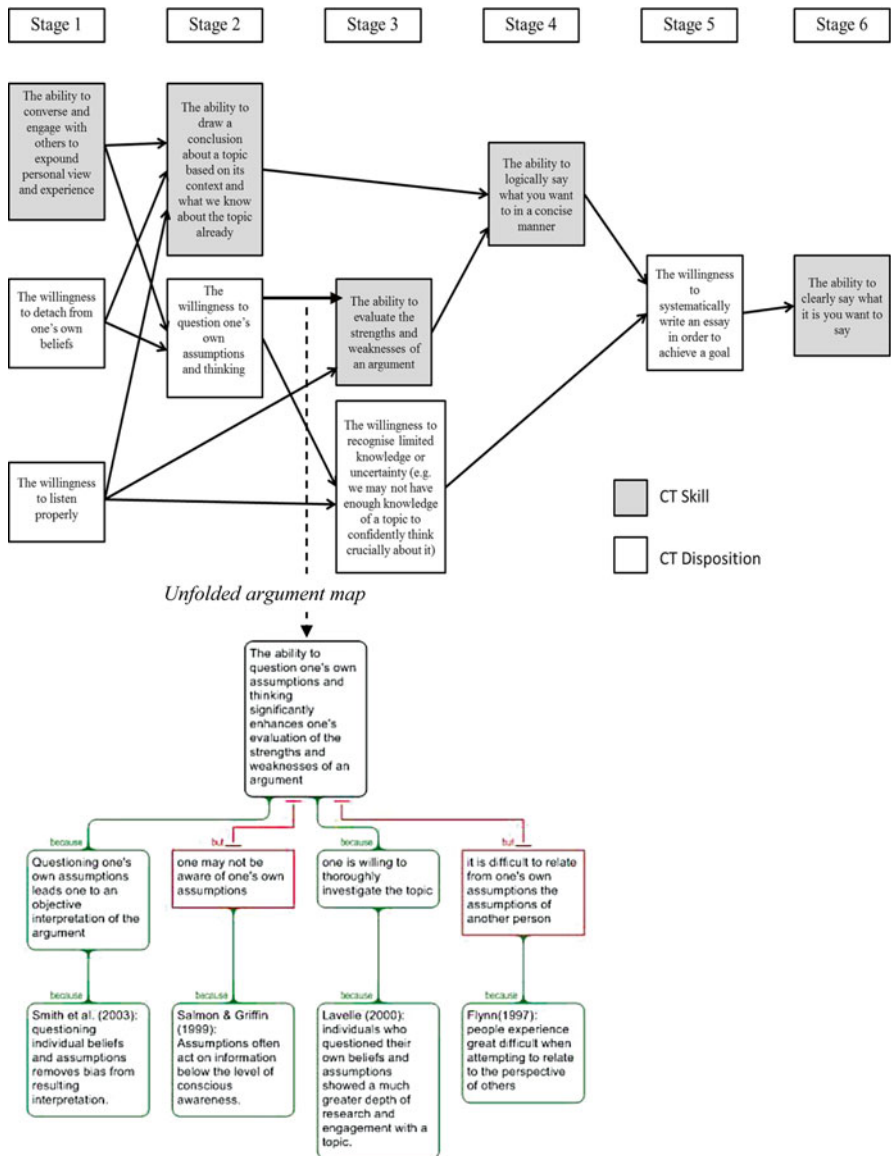 Stage 1
Stage 2
Stage 3
Stage 4
Stage 5
Stage 6
The ability to
converse and
engage with
others to
expound
personal view
and experience
The ability to
draw a
conclusion
about a topic
based on its
context and
what we know
about the topic
already
The ability to
logically say
what you want
to in a concise
manner
The willingness
to detach from
one's own
beliefs
The
willingness to
question one's
own
assumptions
and thinking
The ability to
evaluate the
strengths and
weaknesses of
an argument
The willingness
to
systematically
write an essay
in order to
achieve a goal
The ability to
clearly say what
it is you want to
say
The willingness
to listen
properly
The willingness to
recognise limited
knowledge or
uncertainty (e.g.
we may not have
enough knowledge
of a topic to
confidently think
crucially about it)
CT Skill
CT Disposition
Unfolded argument map
The ability to
question one's own
assumptions and
thinking
significantly
enhances one's
evaluation of the
strengths and
weaknesses of an
argument
because
Questioning one's
own assumptions
leads one to an
objective
interpretation of the
argument
but
one may not be
aware of one's own
assumptions
because
one is willing to
thoroughly
investigate the topic
but
it is difficult to relate
from one's own
assumptions the
assumptions of
another person
because
Smith et al. (2003):
questioning
individual beliefs
and assumptions
removes bias from
resulting
interpretation.
because
Salmon & Griffin
(1999):
Assumptions often
act on information
below the level of
conscious
awareness.
because
Lavelle (2000):
individuals who
questioned their
own beliefs and
assumptions
showed a much
greater depth of
research and
engagement with a
topic.
because
Flynn(1997):
people experience
great difficult when
attempting to relate
to the perspective
of others